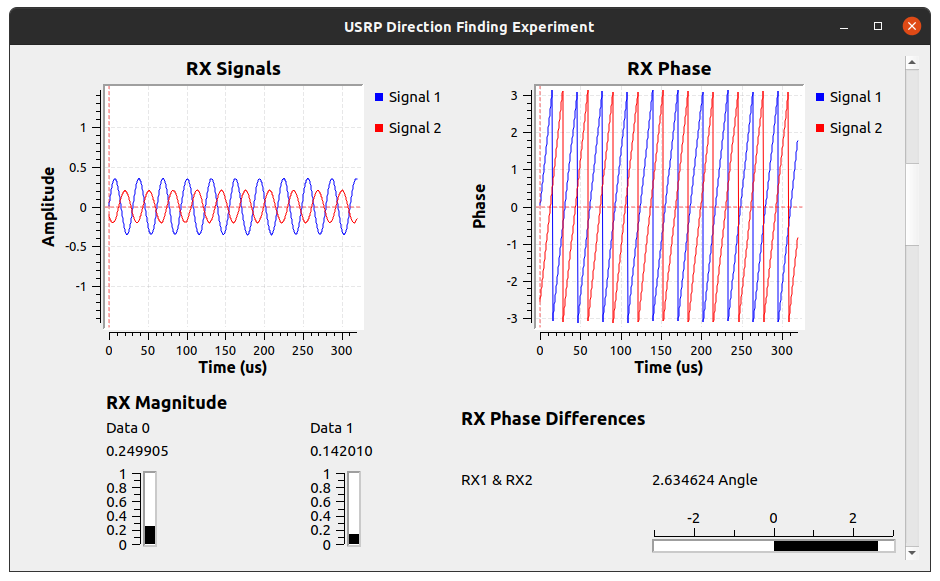 USRP Direction Finding Experiment
RX Signals
Signal 1
Signal 2
Amplitude
1
0.5
0
-0.5
-1
0 50 100 150 200 250 300
Time (us)
RX Phase
Signal 1
Signal 2
Phase
3
2
1
0
-1
-2
-3
0 50 100 150 200 250 300
Time (us)
RX Magnitude
Data 0
0.249905
1
0.8
0.6
0.4
0.2
0
Data 1
0.142010
1
0.8
0.6
0.4
0.2
0
RX Phase Differences
RX1 & RX2 2.634624 Angle
-2 0 2